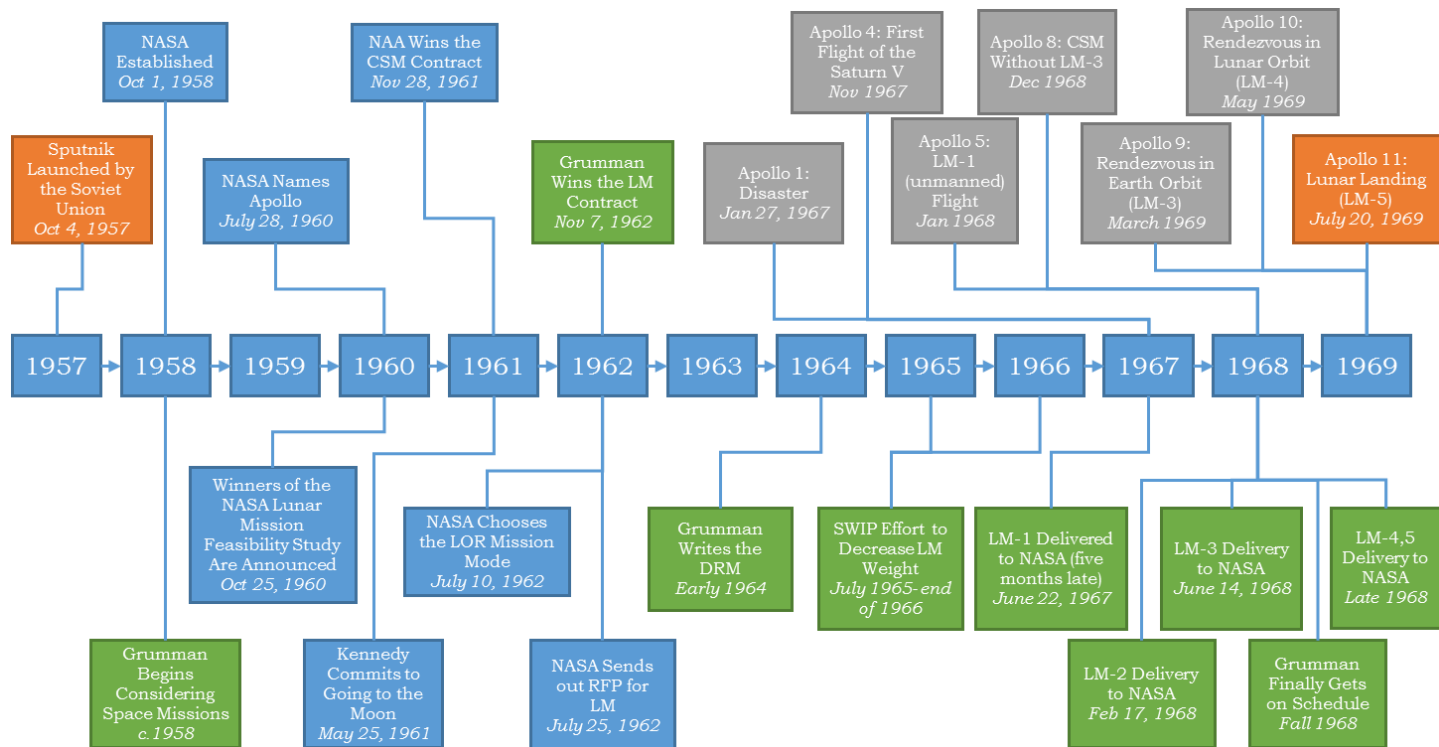 NASA
Established
Oct 1, 1958
NAA Wins the
CSM Contract
Nov 28, 1961
Apollo 4: First
Flight of the
Saturn V
Nov 1967
Apollo 8: CSM
Without LM-3
Dec 1968
Apollo 10:
Rendezvous in
Lunar Orbit
(LM-4)
May 1969
Sputnik
Launched by
the Soviet
Union
Oct 4, 1957
NASA Names
Apollo
July 28, 1960
Grumman
Wins the LM
Contract
Nov 7, 1962
Apollo 1:
Disaster
Jan 27, 1967
Apollo 5: LM-1
(unmanned)
Flight
Jan 1968
Apollo 9:
Rendezvous in
Earth Orbit
(LM-3)
March 1969
Apollo 11:
Lunar Landing
(LM-5)
July 20, 1969
1957
1958
1959
1960
1961
1962
1963
1964
1965
1966
1967
1968
1969
Winners of the
NASA Lunar
Mission
Feasibility Study
Are Announced
Oct 25, 1960
NASA Chooses
the LOR Mission
Mode
July 10, 1962
Grumman
Writes the
DRM
Early 1964
SWIP Effort to
Decrease LM
Weight
July 1965-end
of 1966
LM-1 Delivered
to NASA (five
months late)
June 22, 1967
LM-3 Delivery
to NASA
June 14, 1968
LM-4,5
Delivery to
NASA
Late 1968
Grumman
Begins
Considering
Space Missions
c. 1958
Kennedy
Commits to
Going to the
Moon
May 25, 1961
NASA Sends
out RFP for
LM
July 25, 1962
LM-2 Delivery
to NASA
Feb 17, 1968
Grumman
Finally Gets
on Schedule
Fall 1968